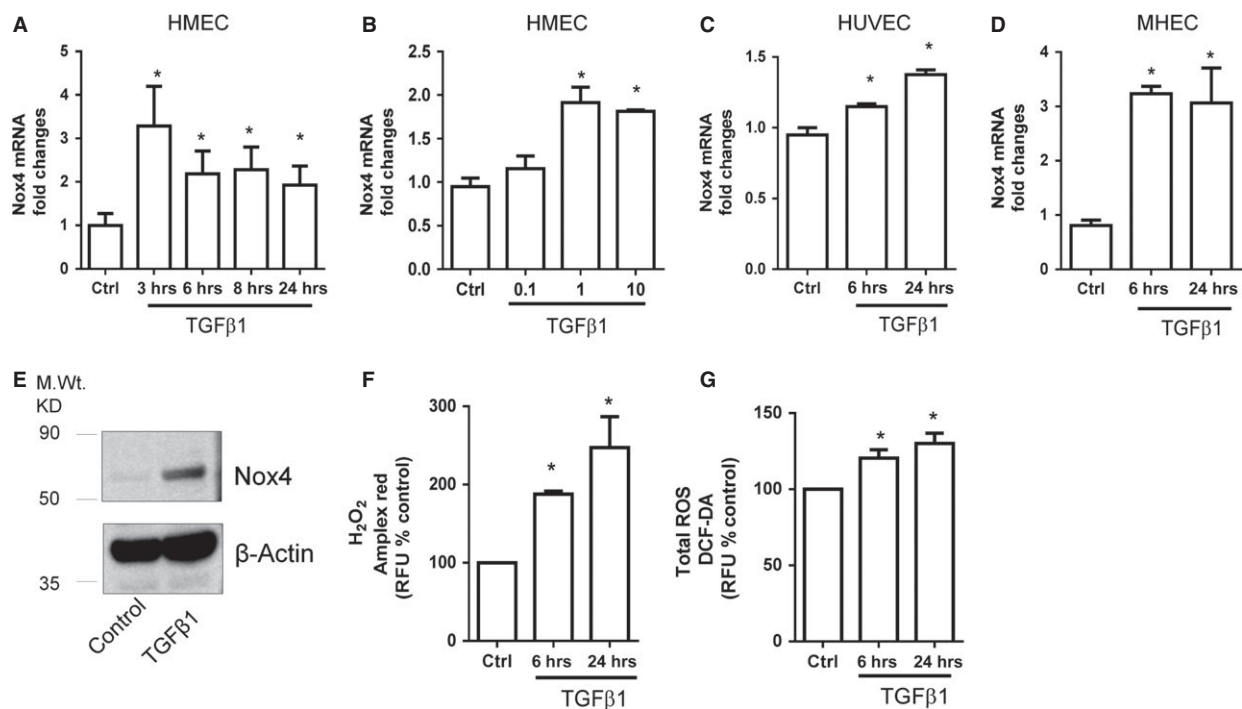 A
HMEC
Nox4 mRNA
fold changes
5
4
3
2
1
0
*
*
*
*
Ctrl 3 hrs 6 hrs 8 hrs 24 hrs
TGFβ1
B
HMEC
Nox4 mRNA
fold changes
2.5
2.0
1.5
1.0
0.5
0.0
*
*
Ctrl 0.1 1 10
TGFβ1
C
HUVEC
Nox4 mRNA
fold changes
1.5
1.0
0.5
0.0
*
*
Ctrl 6 hrs 24 hrs
TGFβ1
D
MHEC
Nox4 mRNA
fold changes
4
3
2
1
0
*
*
Ctrl 6 hrs 24 hrs
TGFβ1
E
M.Wt.
KD
90
50
35
Nox4
β-Actin
Control
TGFβ1
F
H₂O₂
Amplex red
(RFU % control)
300
200
100
0
*
*
Ctrl 6 hrs 24 hrs
TGFβ1
G
Total ROS
DCF-DA
(RFU % control)
150
100
50
0
*
*
Ctrl 6 hrs 24 hrs
TGFβ1